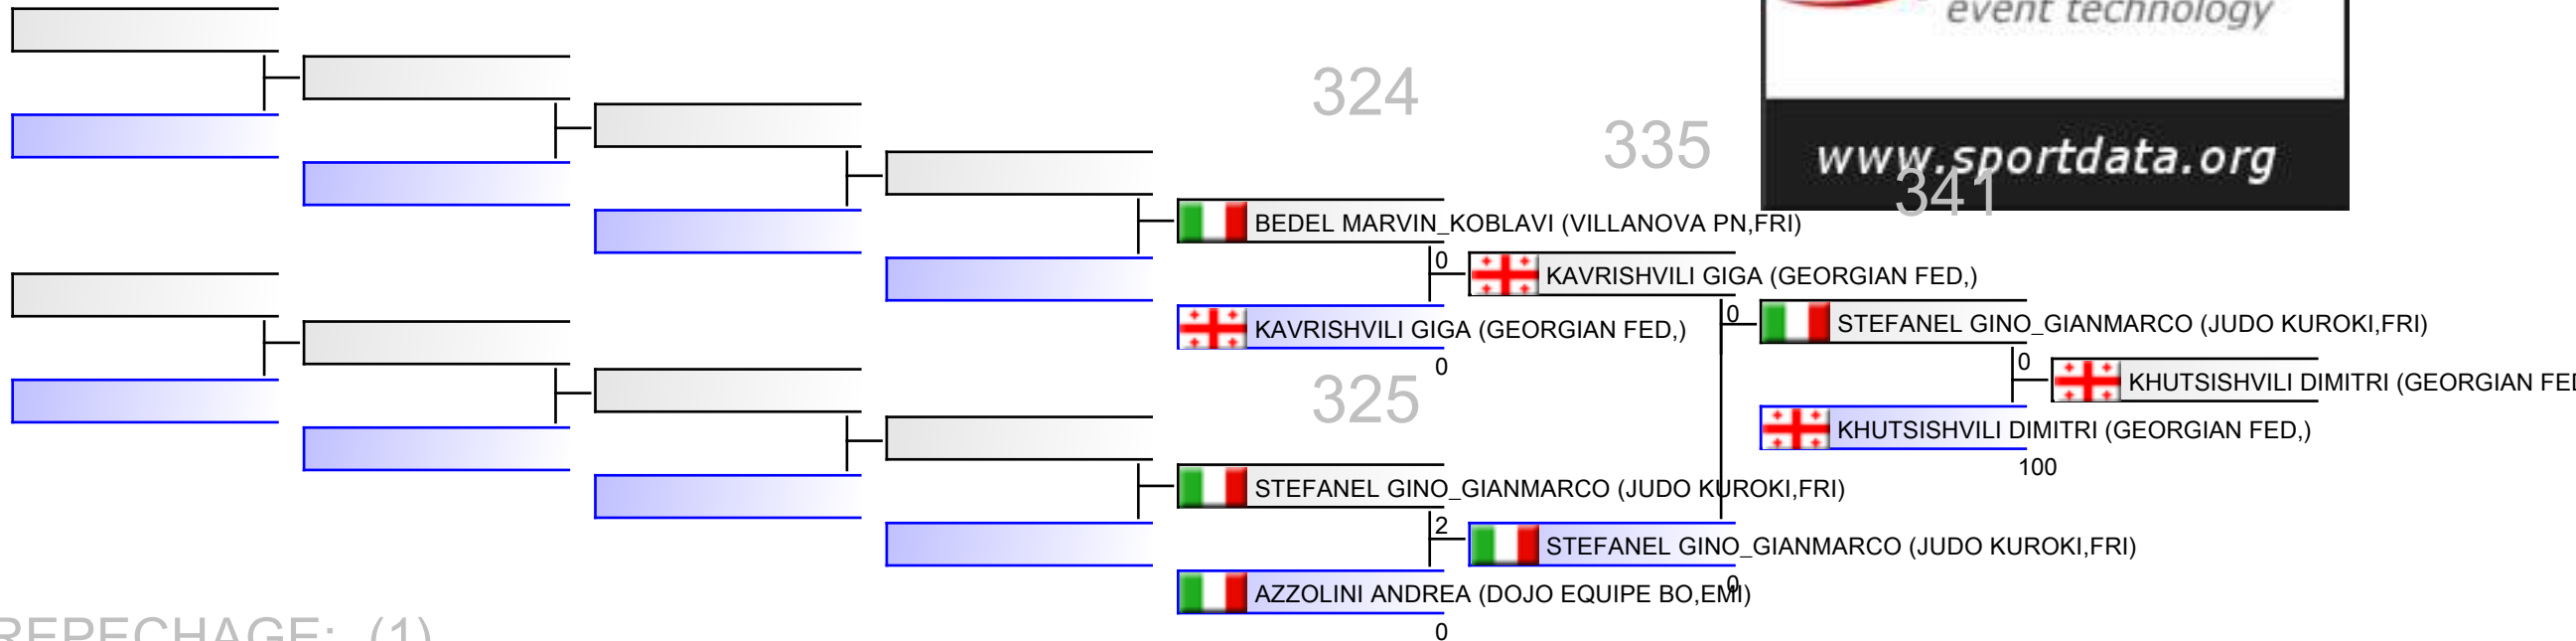 event technology
324
335
www.sportdata.org
341
BEDEL MARVIN_KOBLAVI (VILLANOVA PN,FRI)
0
KAVRISHVILI GIGA (GEORGIAN FED,)
0
STEFANEL GINO_GIANMARCO (JUDO KUROKI,FRI)
KAVRISHVILI GIGA (GEORGIAN FED,)
0
0
KHUTSISHVILI DIMITRI (GEORGIAN FED
325
KHUTSISHVILI DIMITRI (GEORGIAN FED,)
100
STEFANEL GINO_GIANMARCO (JUDO KUROKI,FRI)
2
STEFANEL GINO_GIANMARCO (JUDO KUROKI,FRI)
0
AZZOLINI ANDREA (DOJO EQUIPE BO,EMI)
0
REPECHAGE: (1)